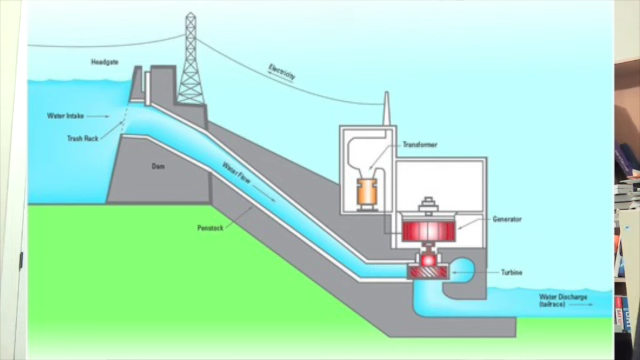 Headgate
Electricity
Water Intake
Trash Rack
Transformer
Dam
Water Flow
Penstock
Generator
Turbine
Water Discharge
(tailrace)